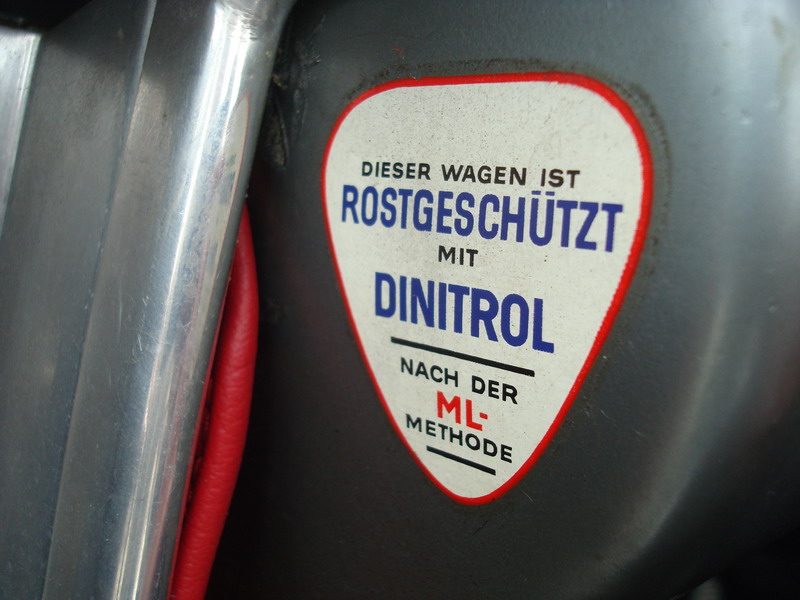 DIESER WAGEN IST
ROSTGESCHÜTZT
MIT
DINITROL
NACH DER
ML-
METHODE